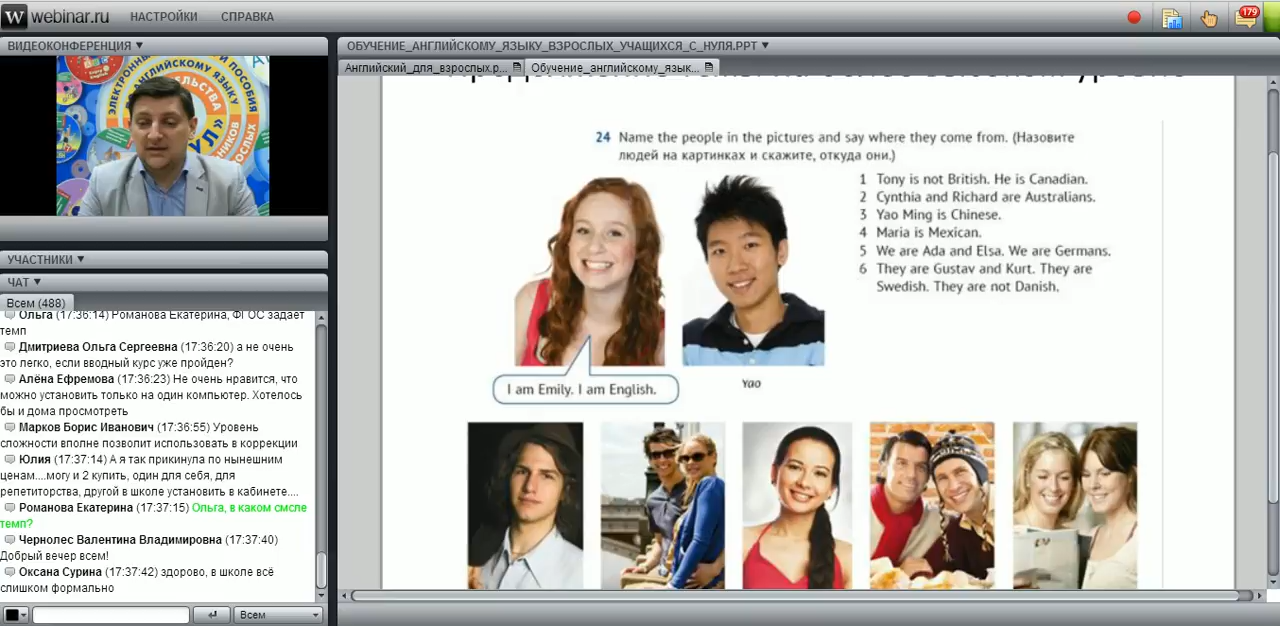 W webinar.ru НАСТРОЙКИ СПРАВКА
179
ВИДЕОКОНФЕРЕНЦИЯ
УЧАСТНИКИ
ЧАТ
Всем (488)
Ольга (17:36:14) Романова Екатерина, ФГОС задает
темп
Дмитриева Ольга Сергеевна (17:36:20) а не очень
это легко, если вводный курс уже пройден?
Алёна Ефремова (17:36:23) Не очень нравится, что
можно установить только на один компьютер. Хотелось
бы и дома просмотреть
Марков Борис Иванович (17:36:55) Уровень
сложности вполне позволит использовать в коррекции
Юлия (17:37:14) А я так прикинула по нынешним
ценам....могу и 2 купить, один для себя, для
репетиторства, другой в школе установить в кабинете....
Романова Екатерина (17:37:15) Ольга, в каком смсле
темп?
Чернолес Валентина Владимировна (17:37:40)
Добрый вечер всем!
Оксана Сурина (17:37:42) здорово, в школе всё
слишком формально
Всем
ОБУЧЕНИЕ_АНГЛИЙСКОМУ_ЯЗЫКУ_ВЗРОСЛЫХ_УЧАЩИХСЯ_С_НУЛЯ.PPT
Английский_для_взрослых.p... Обучение_английскому_язык...
24 Name the people in the pictures and say where they come from. (Назовите
людей на картинках и скажите, откуда они.)
1 Tony is not British. He is Canadian.
2 Cynthia and Richard are Australians.
3 Yao Ming is Chinese.
4 Maria is Mexican.
5 We are Ada and Elsa. We are Germans.
6 They are Gustav and Kurt. They are
Swedish. They are not Danish.
I am Emily. I am English.
Yao